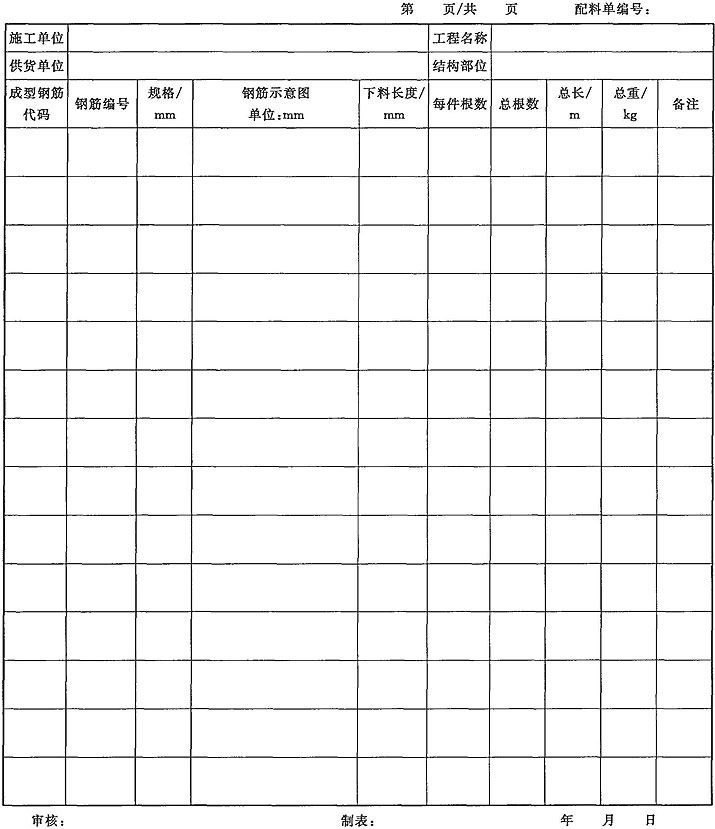 第 页/共 页 配料单编号:
施工单位 工程名称
供货单位 结构部位
成型钢筋代码 钢筋编号 规格/mm 钢筋示意图 单位:mm 下料长度/mm 每件根数 总根数 总长/m 总重/kg 备注
审核: 制表: 年 月 日